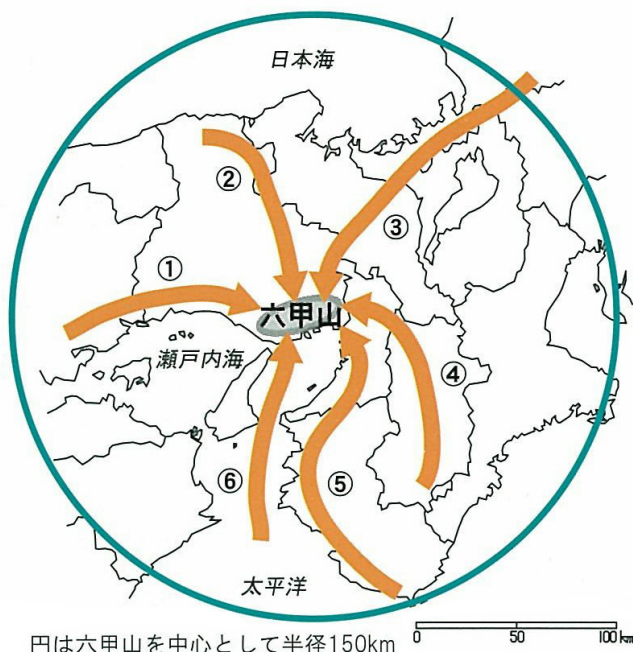 日本海
②
③
①
六甲山
瀬戸内海
④
⑥
⑤
太平洋
円は六甲山を中心として半径150km
0 50 100 km